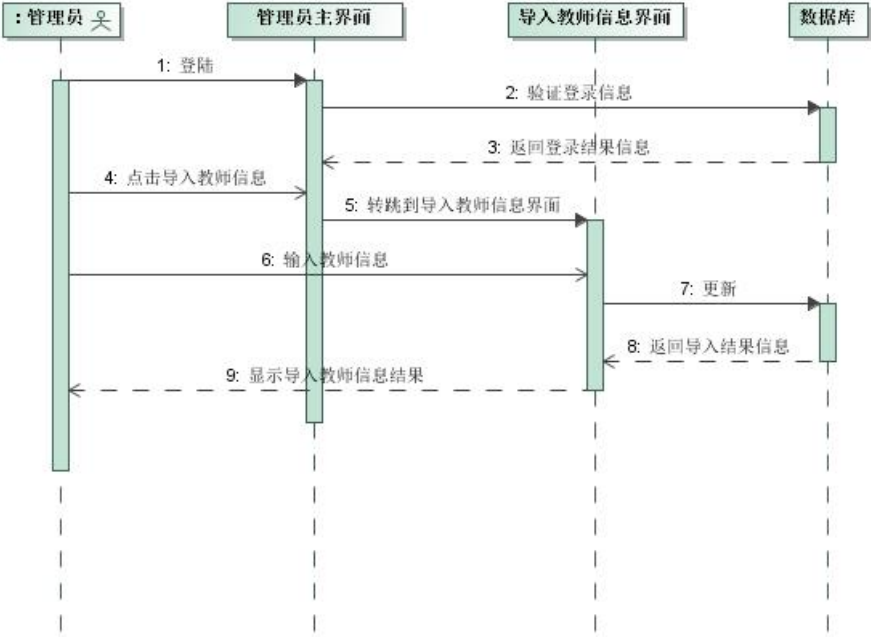 : 管理员
管理员主界面
导入教师信息界面
数据库
1: 登陆
2: 验证登录信息
3: 返回登录结果信息
4: 点击导入教师信息
5: 转跳到导入教师信息界面
6: 输入教师信息
7: 更新
8: 返回导入结果信息
9: 显示导入教师信息结果